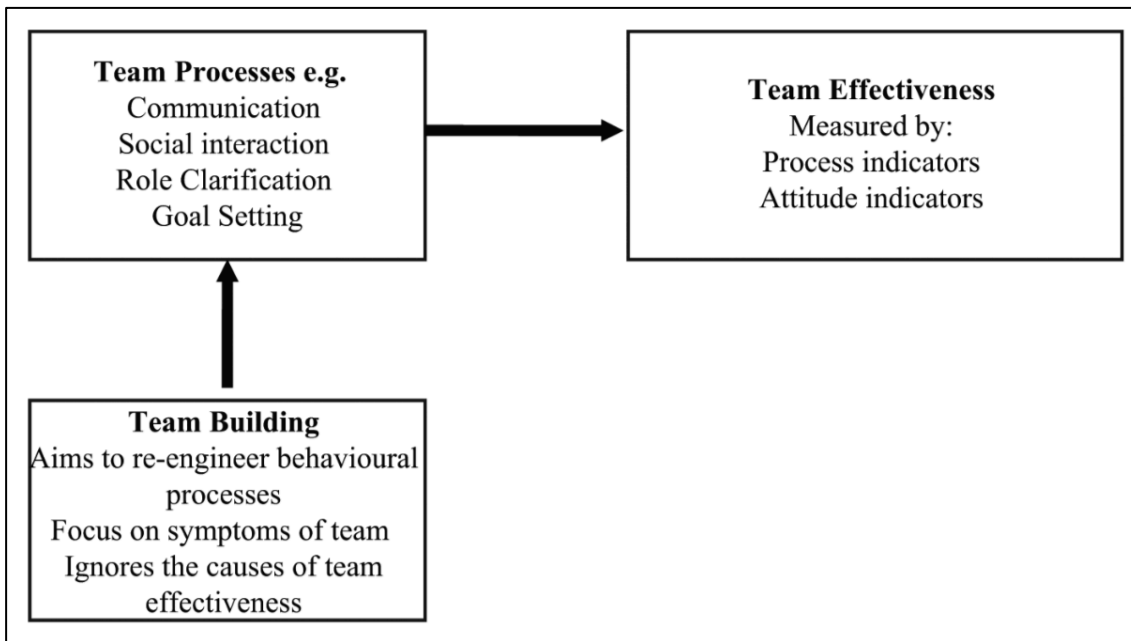 Team Processes e.g.
Communication
Social interaction
Role Clarification
Goal Setting
Team Effectiveness
Measured by:
Process indicators
Attitude indicators
Team Building
Aims to re-engineer behavioural
processes
Focus on symptoms of team
Ignores the causes of team
effectiveness